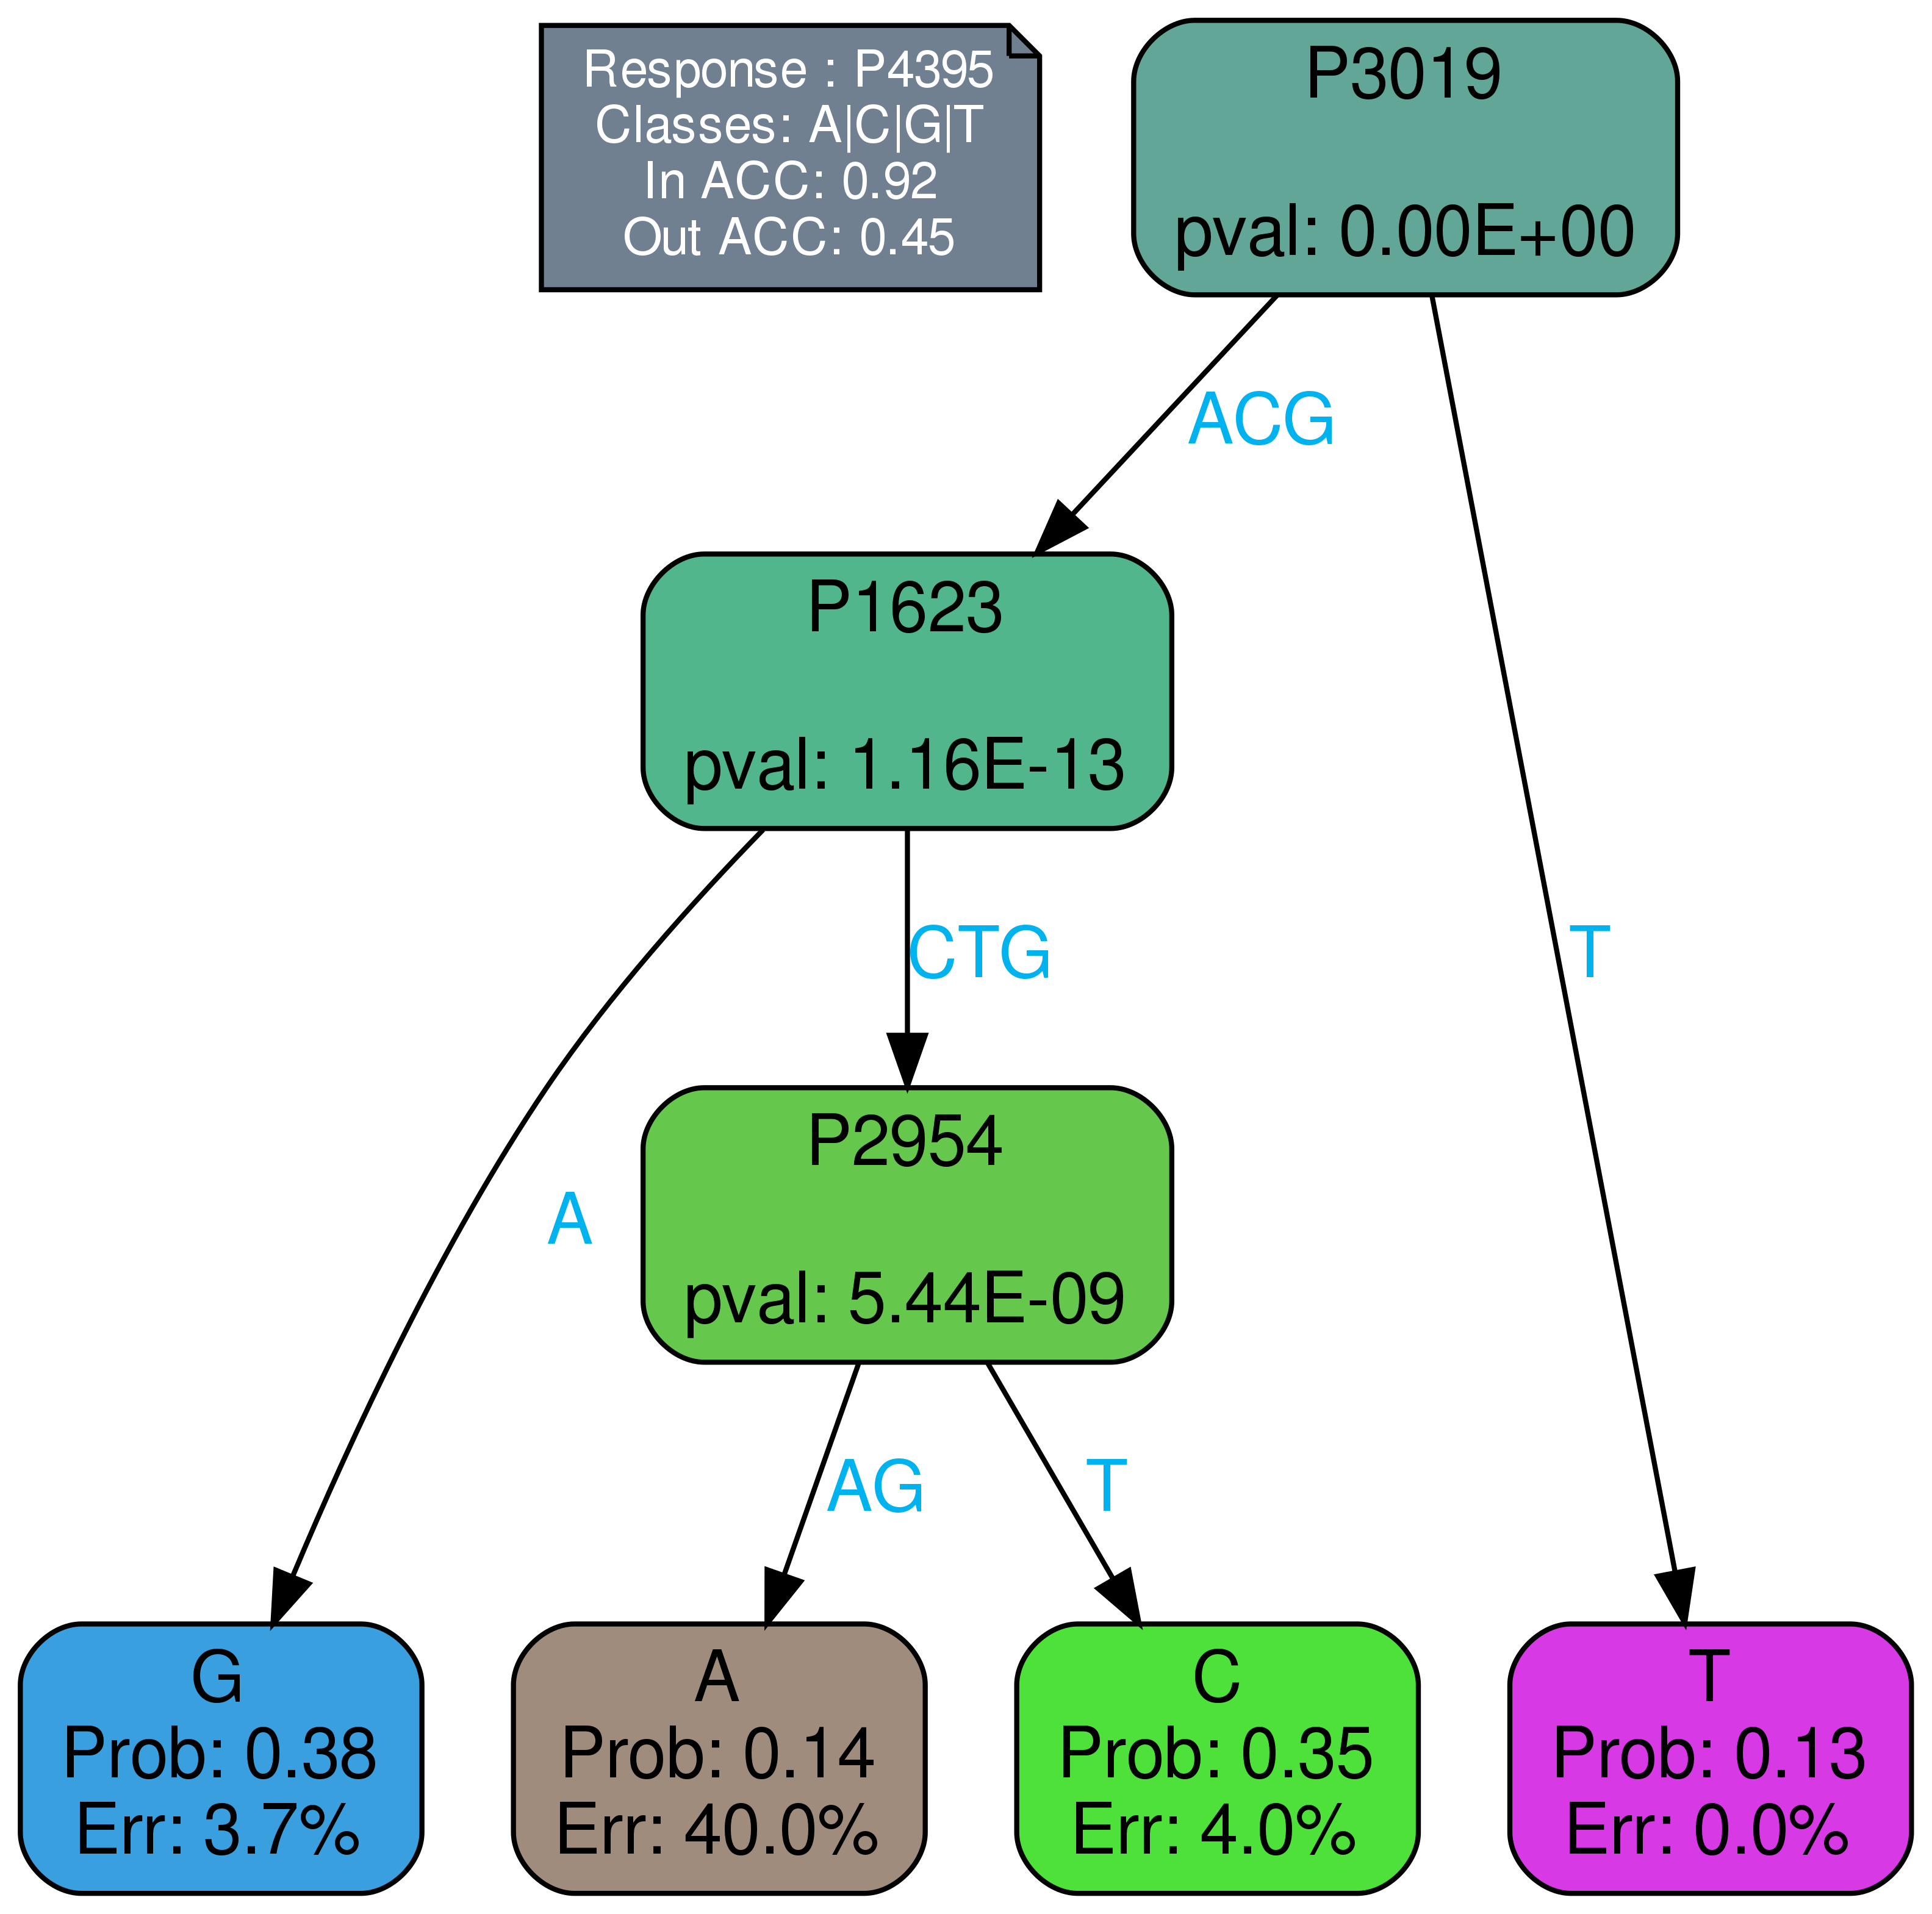 Response : P4395
Classes: A|C|G|T
In ACC: 0.92
Out ACC: 0.45
P3019
pval: 0.00E+00
ACG
T
P1623
pval: 1.16E-13
A
CTG
P2954
pval: 5.44E-09
AG
T
G
Prob: 0.38
Err: 3.7%
A
Prob: 0.14
Err: 40.0%
C
Prob: 0.35
Err: 4.0%
T
Prob: 0.13
Err: 0.0%